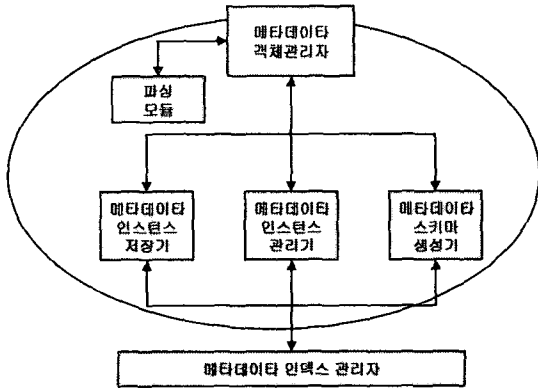 메타데이타
객체관리자
파싱
모듈
메타데이타
인스턴스
저장기
메타데이타
인스턴스
관리기
메타데이타
스키마
생성기
메타데이타 인덱스 관리자